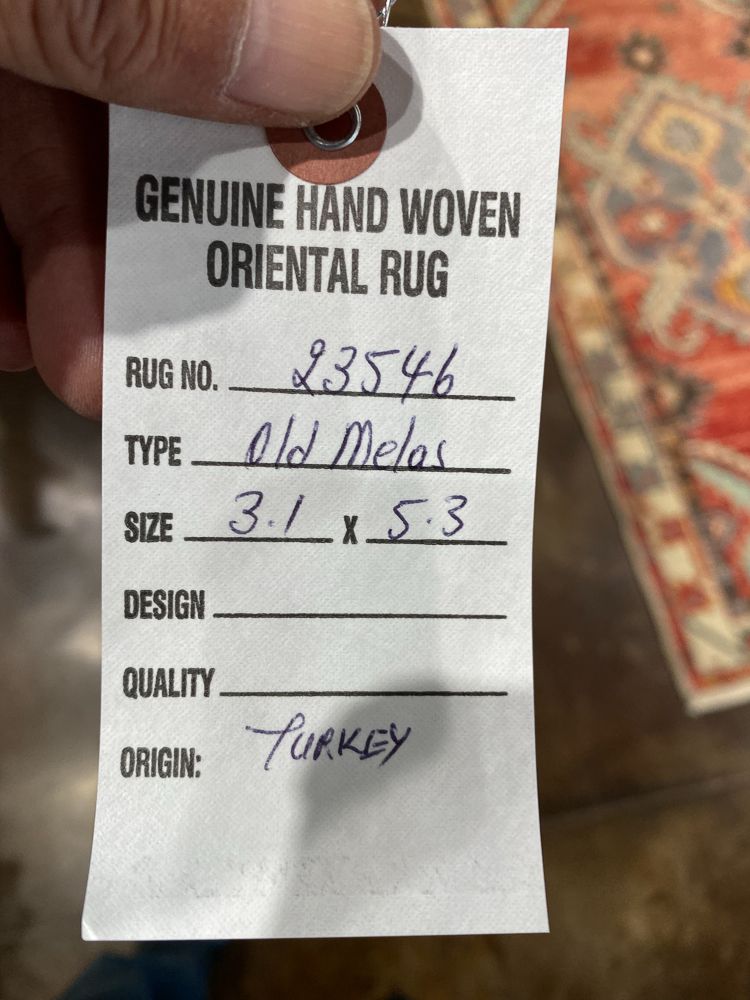 GENUINE HAND WOVEN
ORIENTAL RUG
RUG NO. 23546
TYPE Old Melas
SIZE 3.1 X 5.3
DESIGN
QUALITY
ORIGIN: TURKEY